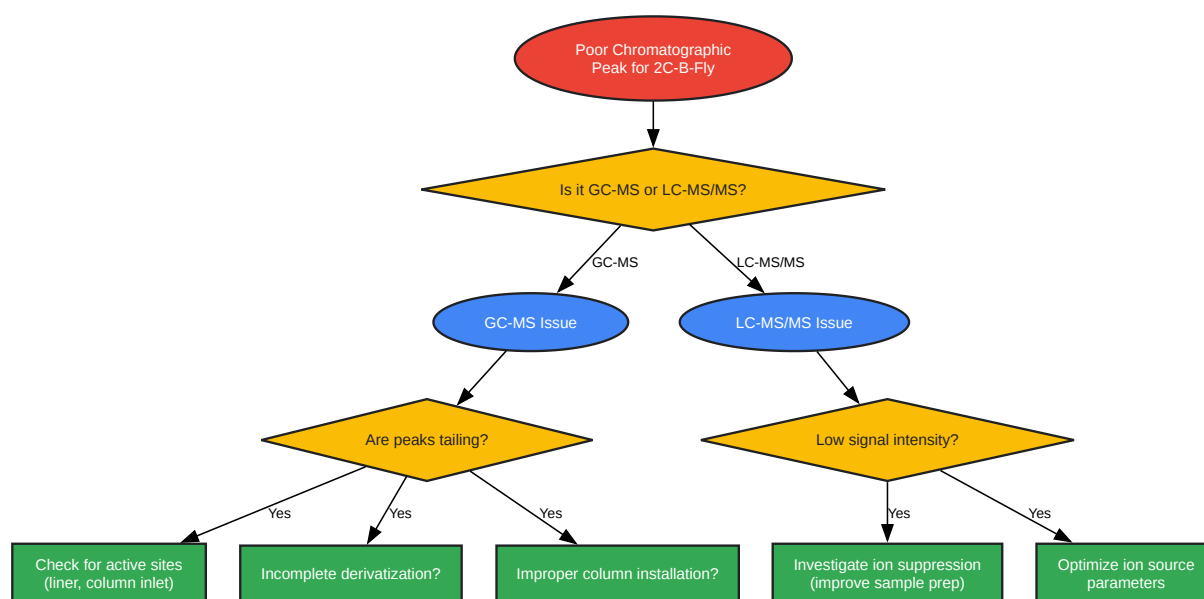 Poor Chromatographic
Peak for 2C-B-Fly
Is it GC-MS or LC-MS/MS?
GC-MS
LC-MS/MS
GC-MS Issue
LC-MS/MS Issue
Are peaks tailing?
Low signal intensity?
Yes
Yes
Yes
Yes
Yes
Check for active sites
(liner, column inlet)
Incomplete derivatization?
Improper column installation?
Investigate ion suppression
(improve sample prep)
Optimize ion source
parameters